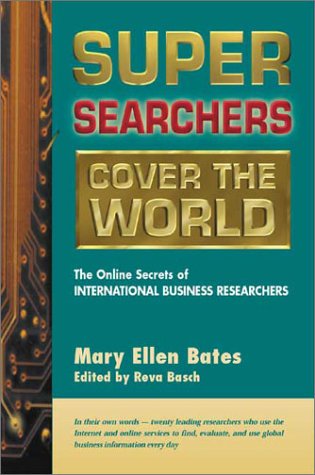 SUPER
SEARCHERS
COVER THE
WORLD
The Online Secrets of
INTERNATIONAL BUSINESS RESEARCHERS
Mary Ellen Bates
Edited by Reva Basch
In their own words — twenty leading researchers who use the
Internet and online services to find, evaluate, and use global
business information every day